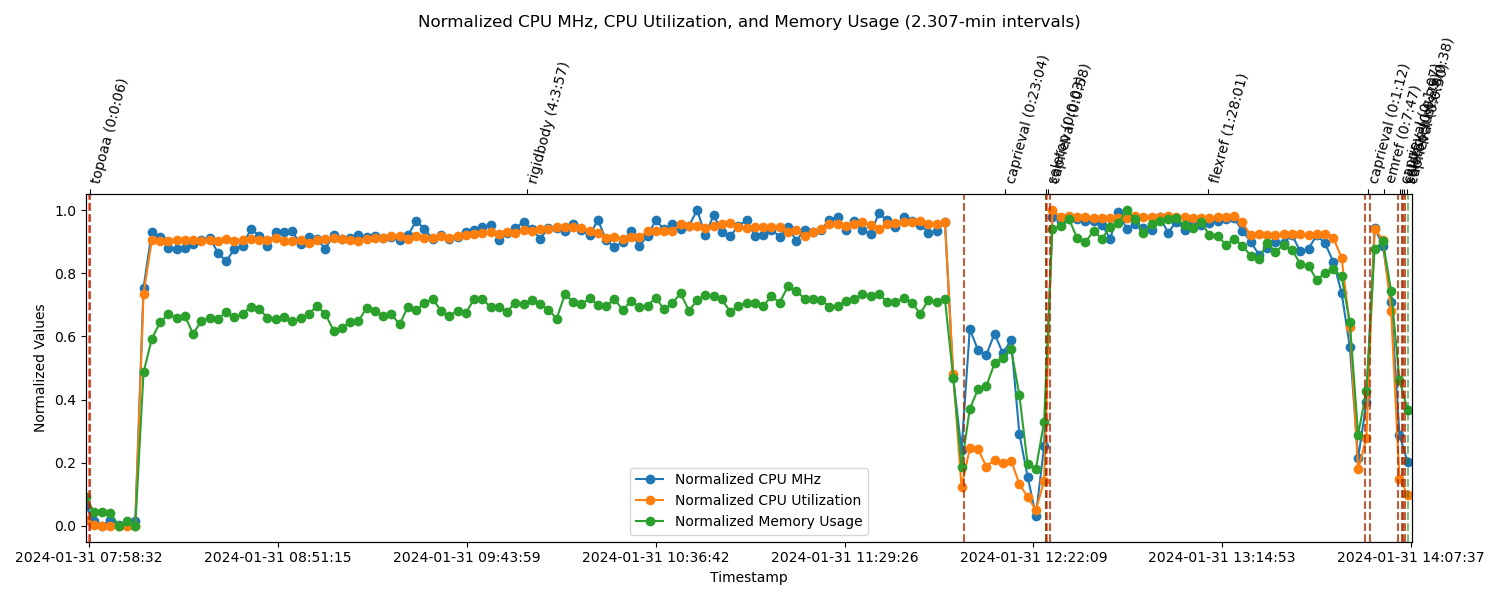 Normalized CPU MHz, CPU Utilization, and Memory Usage (2.307-min intervals)
topoaa (0:0:06)
rigidbody (4:3:57)
caprieval (0:23:04)
flexref (1:28:01)
caprieval (0:1:12)
emref (0:7:47)
Normalized Values
1.0
0.8
0.6
0.4
0.2
0.0
Normalized CPU MHz
Normalized CPU Utilization
Normalized Memory Usage
2024-01-31 07:58:32
2024-01-31 08:51:15
2024-01-31 09:43:59
2024-01-31 10:36:42
2024-01-31 11:29:26
2024-01-31 12:22:09
2024-01-31 13:14:53
2024-01-31 14:07:37
Timestamp